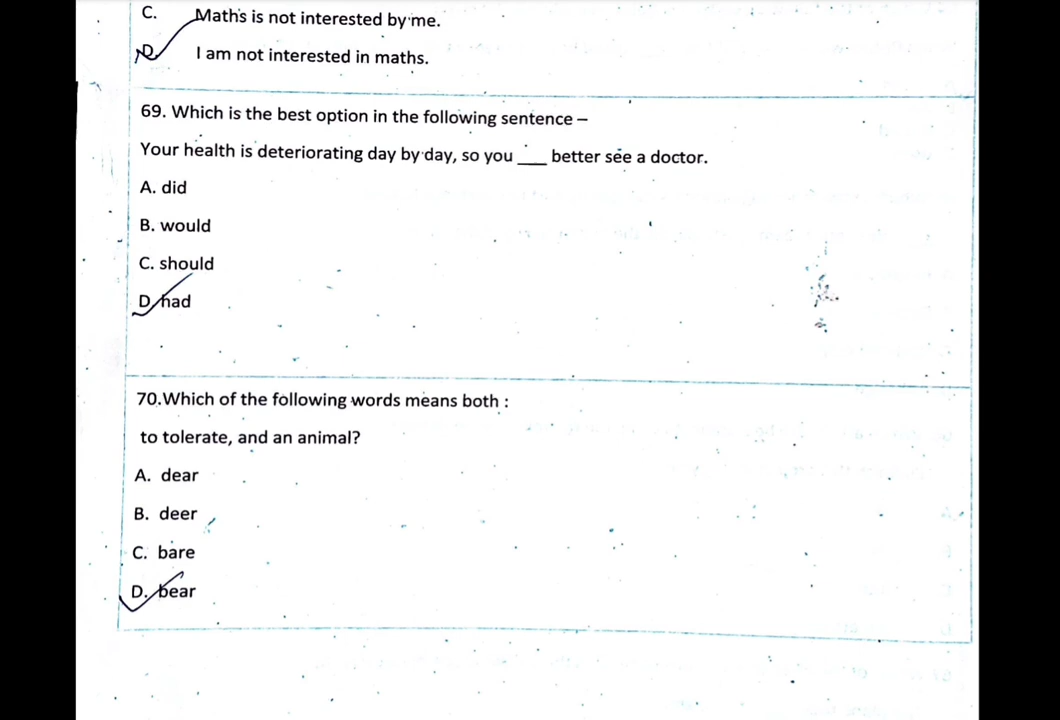 C. Maths is not interested by me.
D. I am not interested in maths.
69. Which is the best option in the following sentence –
Your health is deteriorating day by day, so you ___ better see a doctor.
A. did
B. would
C. should
D. had
70.Which of the following words means both :
to tolerate, and an animal?
A. dear
B. deer
C. bare
D. bear